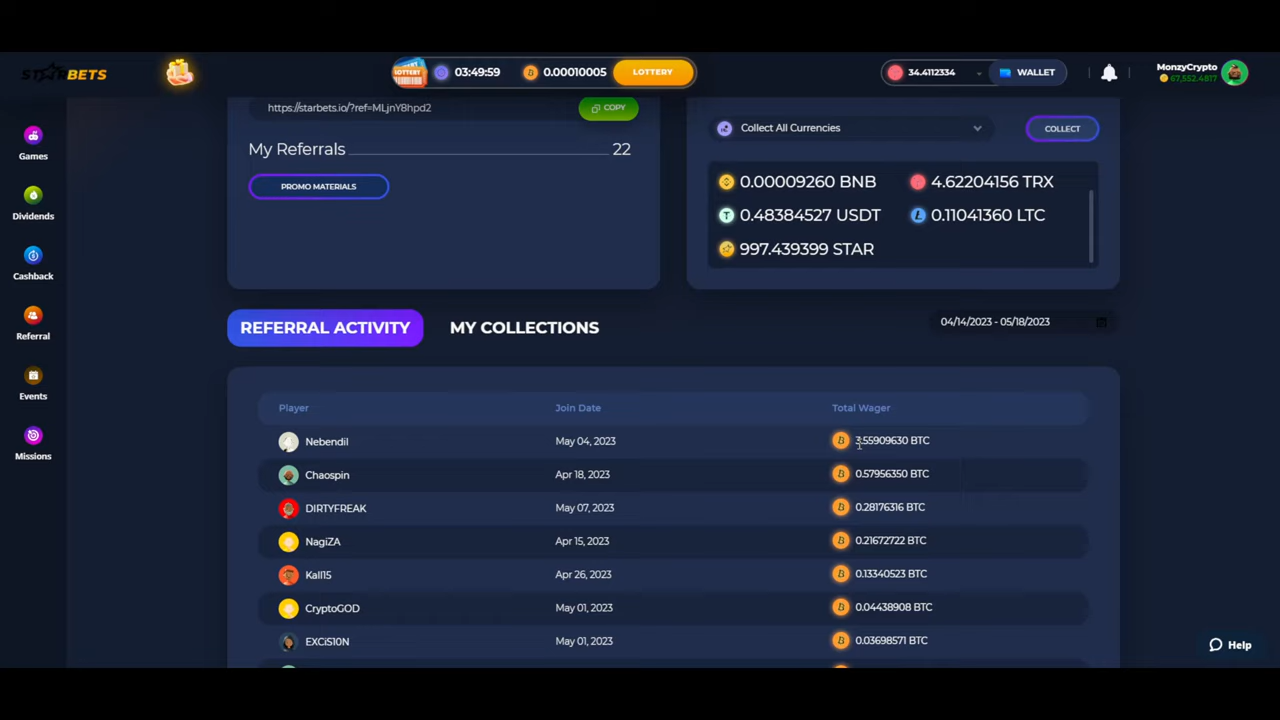 STARBETS
LOTTERY
03:49:59
0.00010005
LOTTERY
34.4112334
WALLET
MonzyCrypto
67,552.4817
Games
Dividends
Cashback
Referral
Events
Missions
https://starbets.io/?ref=MLjnY8hpd2
COPY
My Referrals
22
PROMO MATERIALS
Collect All Currencies
COLLECT
0.00009260 BNB
4.62204156 TRX
0.48384527 USDT
0.11041360 LTC
997.439399 STAR
REFERRAL ACTIVITY
MY COLLECTIONS
04/14/2023 - 05/18/2023
Player Join Date Total Wager
Nebendil May 04, 2023 3.55909630 BTC
Chaospin Apr 18, 2023 0.57956350 BTC
DIRTYFREAK May 07, 2023 0.28176316 BTC
NagiZA Apr 15, 2023 0.21672722 BTC
Kall15 Apr 26, 2023 0.13340523 BTC
CryptoGOD May 01, 2023 0.04438908 BTC
EXCiS10N May 01, 2023 0.03698571 BTC
Help